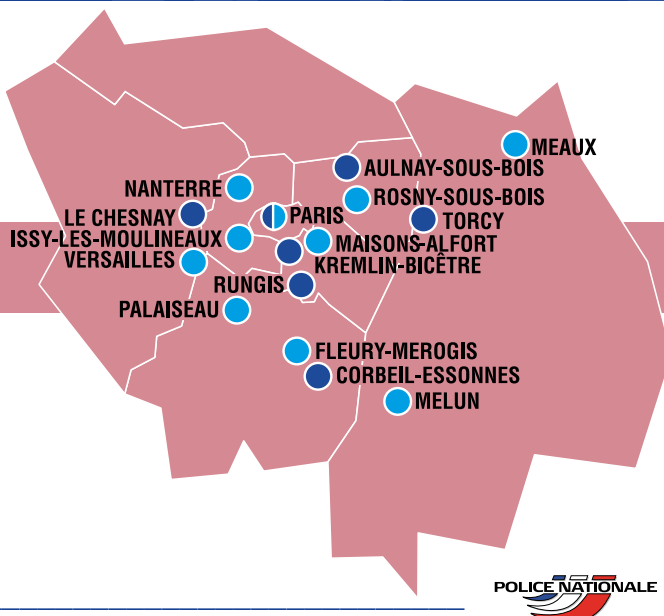 MEAUX
AULNAY-SOUS-BOIS
NANTERRE
ROSNY-SOUS-BOIS
LE CHESNAY
PARIS
TORCY
ISSY-LES-MOULINEAUX
MAISONS-ALFORT
VERSAILLES
KREMLIN-BICÊTRE
RUNGIS
PALAISEAU
FLEURY-MEROGIS
CORBEIL-ESSONNES
MELUN
POLICE NATIONALE